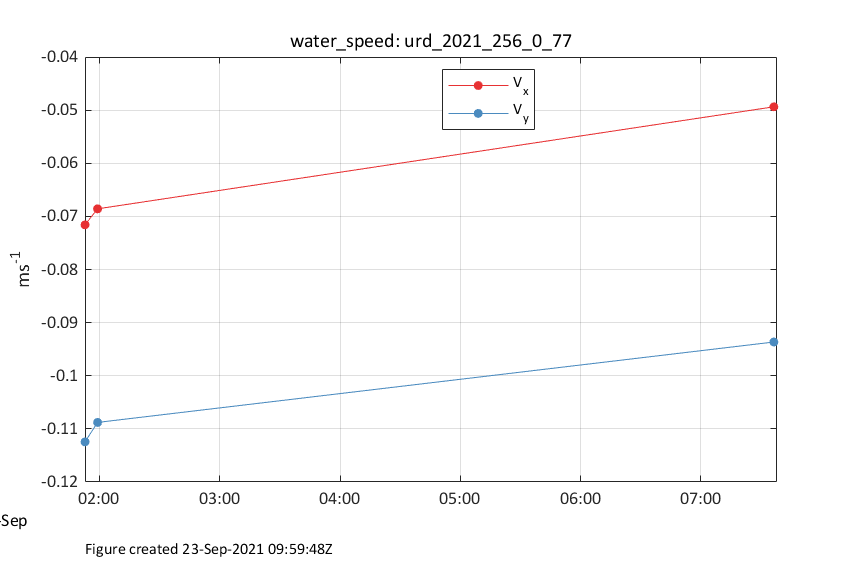 water_speed: urd_2021_256_0_77
-0.04
-0.05
-0.06
-0.07
-0.08
-0.09
-0.1
-0.11
-0.12
ms-1
Vx
Vy
02:00 03:00 04:00 05:00 06:00 07:00
-Sep
Figure created 23-Sep-2021 09:59:48Z